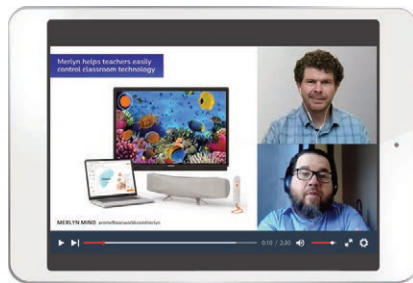 Merlyn helps teachers easily
control classroom technology
MERLYN MIND
0:10 / 2:30